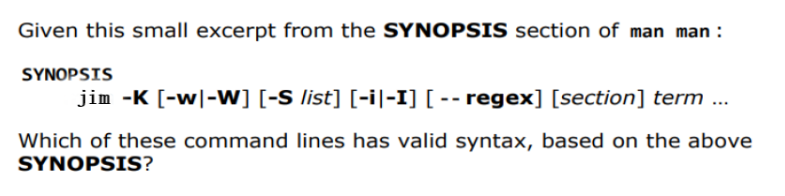 Given this small excerpt from the SYNOPSIS section of man man :
SYNOPSIS
jim -K [-w|-W] [-S list] [-i|-I] [ -- regex] [section] term ...
Which of these command lines has valid syntax, based on the above
SYNOPSIS?